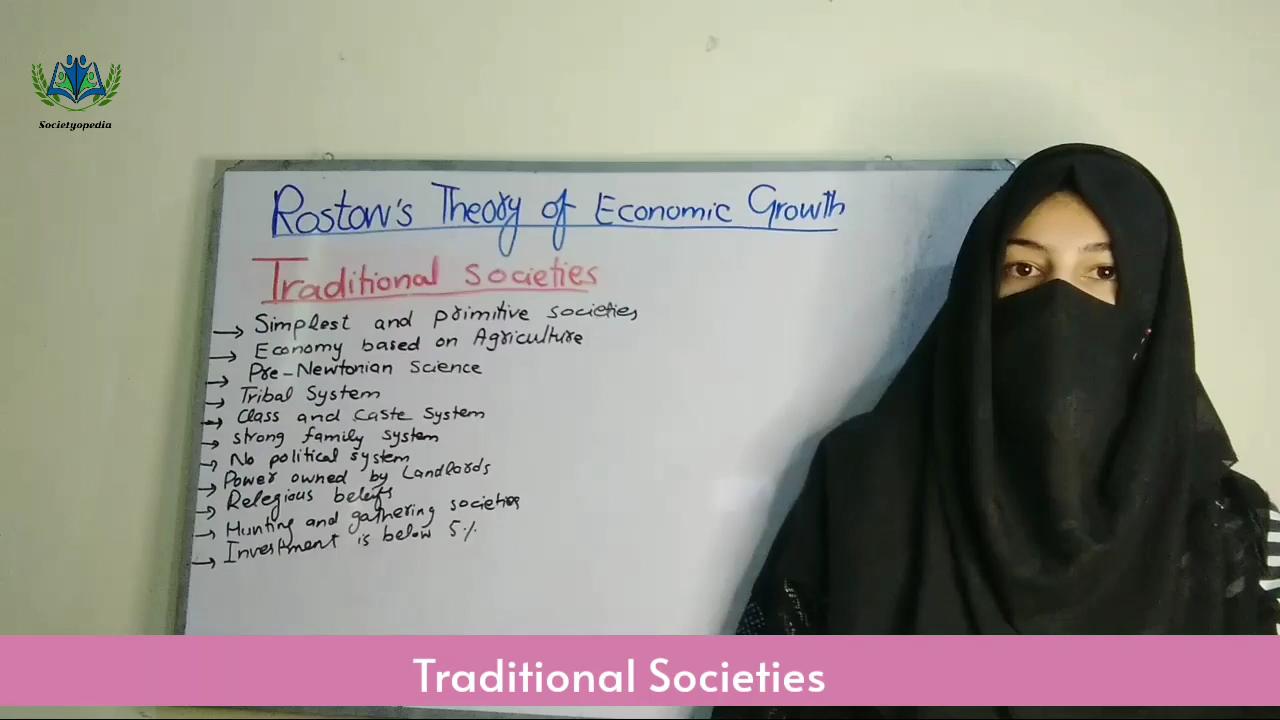 Societyopedia
Rostow's Theory of Economic Growth
Traditional societies
→ Simplest and primitive societies
→ Economy based on Agriculture
→ Pre-Newtonian Science
→ Tribal System
→ Class and Caste System
→ strong family system
→ No political system
→ Power owned by Landlords
→ Relegious beleifs
→ Hunting and gathering societies
→ Investment is below 5%
Traditional Societies